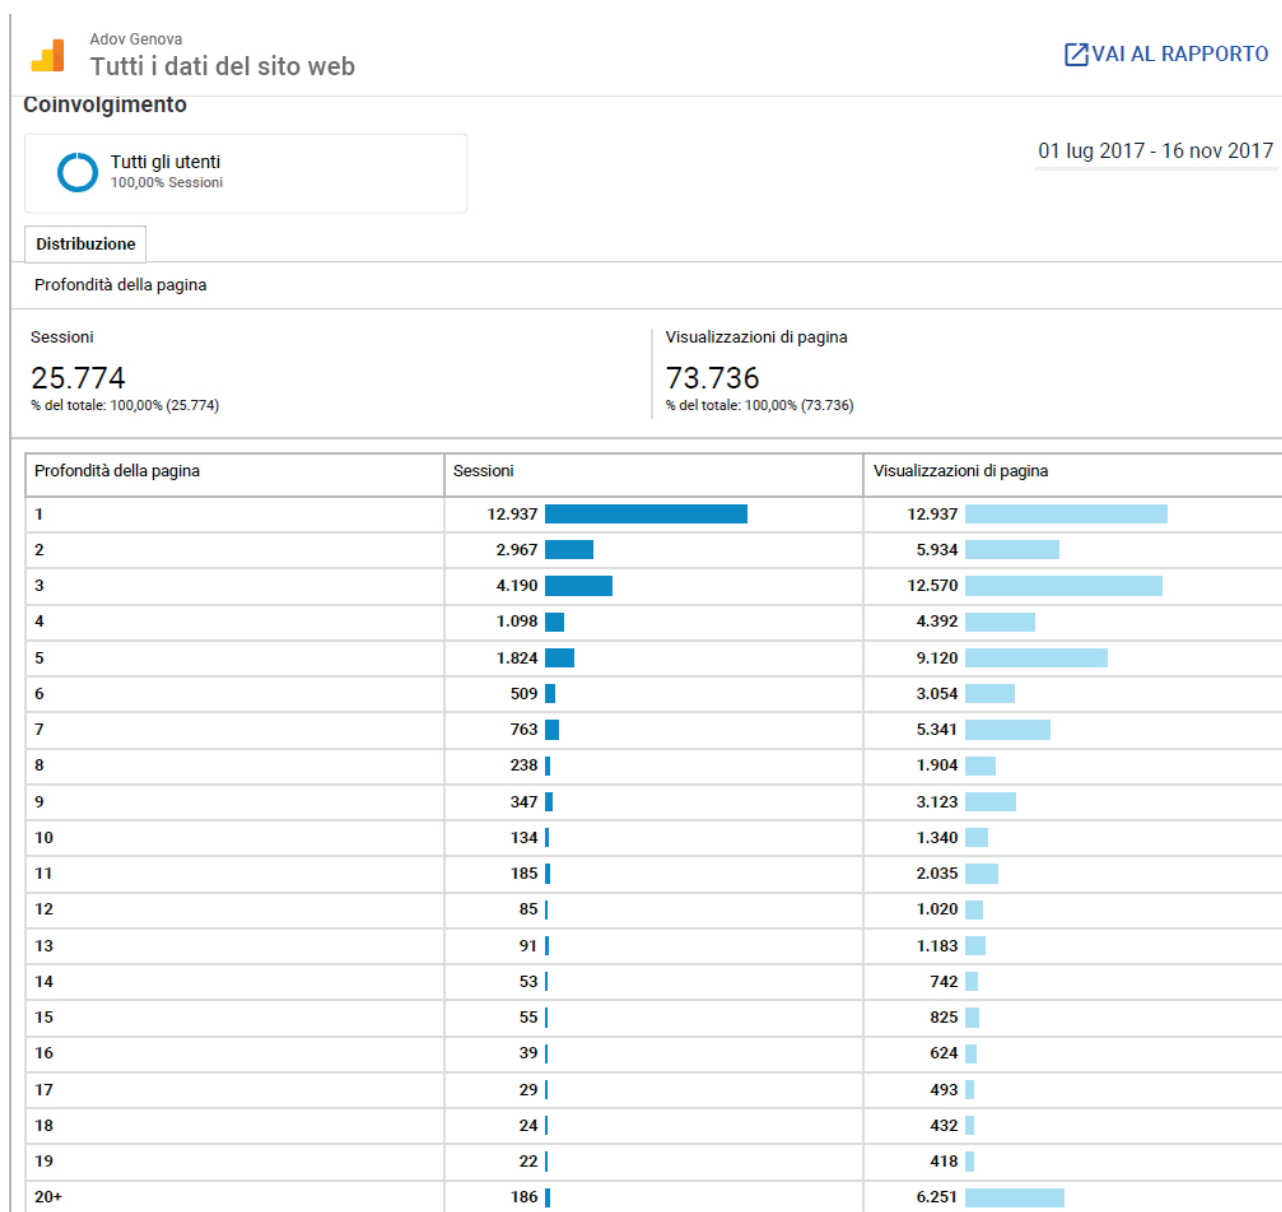 Adov Genova
Tutti i dati del sito web
VAI AL RAPPORTO
Coinvolgimento
Tutti gli utenti
100,00% Sessioni
01 lug 2017 - 16 nov 2017
Distribuzione
Profondità della pagina
Sessioni Visualizzazioni di pagina
25.774 73.736
% del totale: 100,00% (25.774) % del totale: 100,00% (73.736)
Profondità della pagina Sessioni Visualizzazioni di pagina
1 12.937 12.937
2 2.967 5.934
3 4.190 12.570
4 1.098 4.392
5 1.824 9.120
6 509 3.054
7 763 5.341
8 238 1.904
9 347 3.123
10 134 1.340
11 185 2.035
12 85 1.020
13 91 1.183
14 53 742
15 55 825
16 39 624
17 29 493
18 24 432
19 22 418
20+ 186 6.251